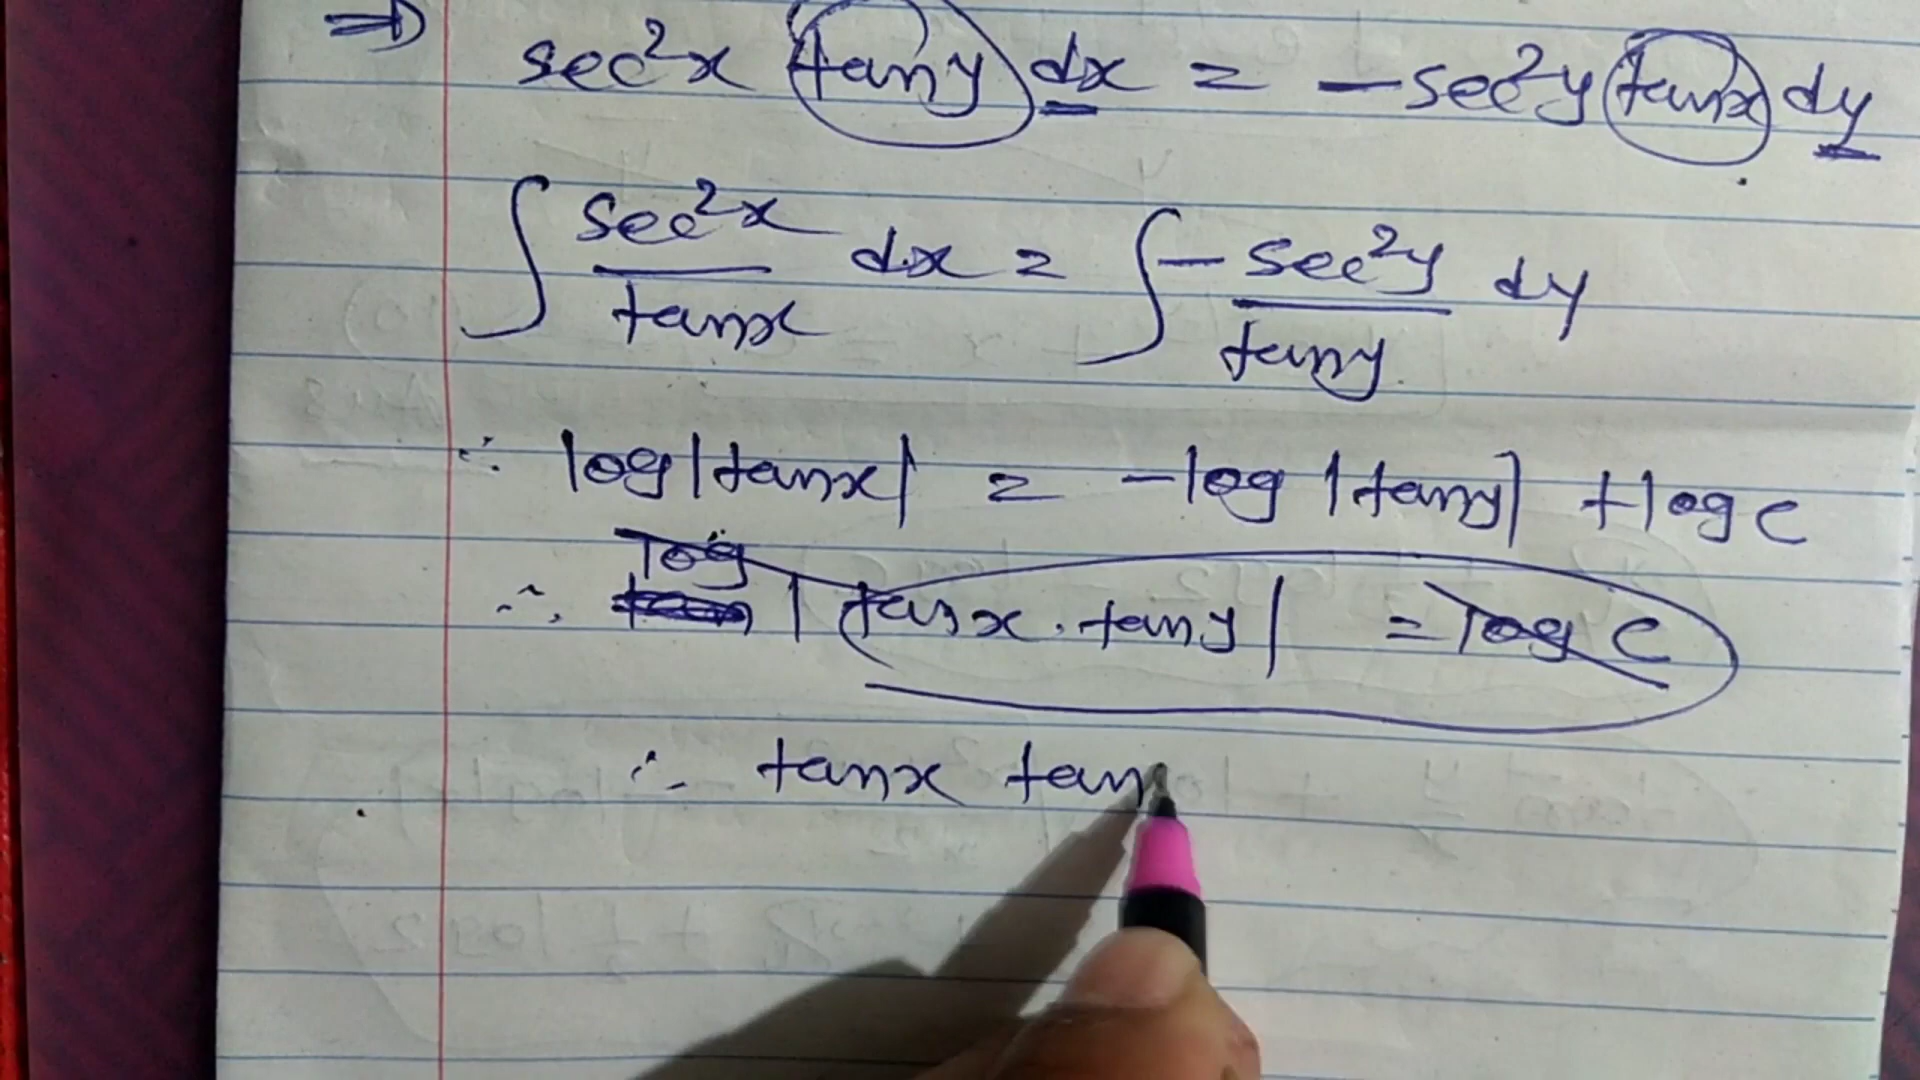 ⇒ sec²x tany dx = -sec²y tanx dy
∫ sec²x/tanx dx = ∫ -sec²y/tany dy
∴ log|tanx| = -log|tany| + log c
∴ log |tanx · tany| = log c
∴ tanx tan